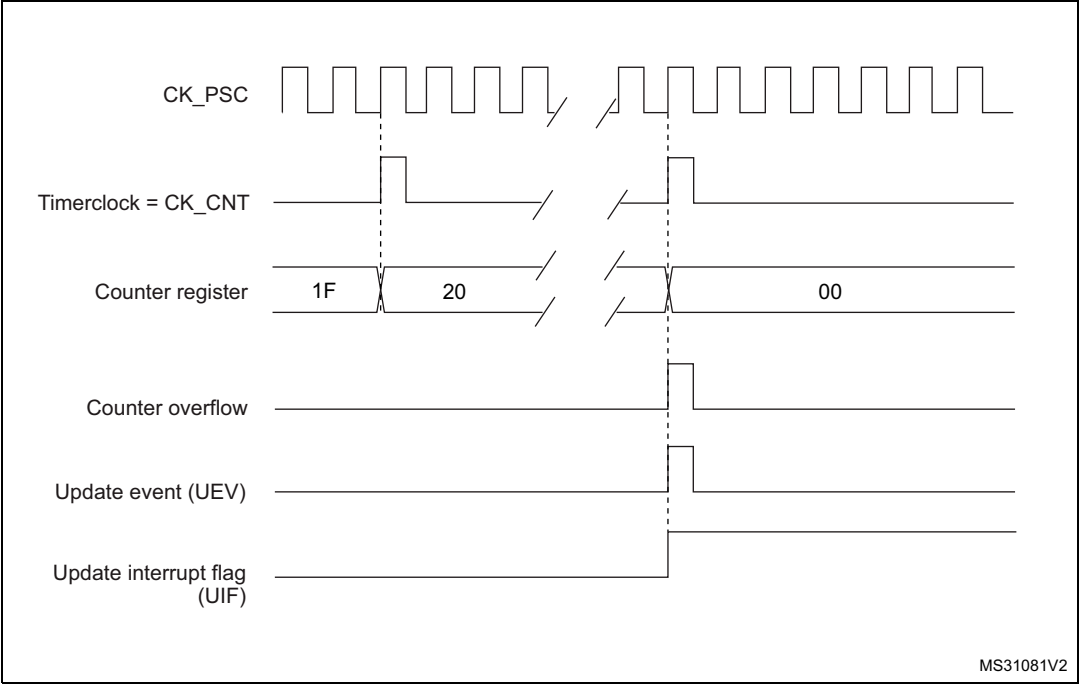 CK_PSC
Timerclock = CK_CNT
Counter register
1F
20
00
Counter overflow
Update event (UEV)
Update interrupt flag
(UIF)
MS31081V2